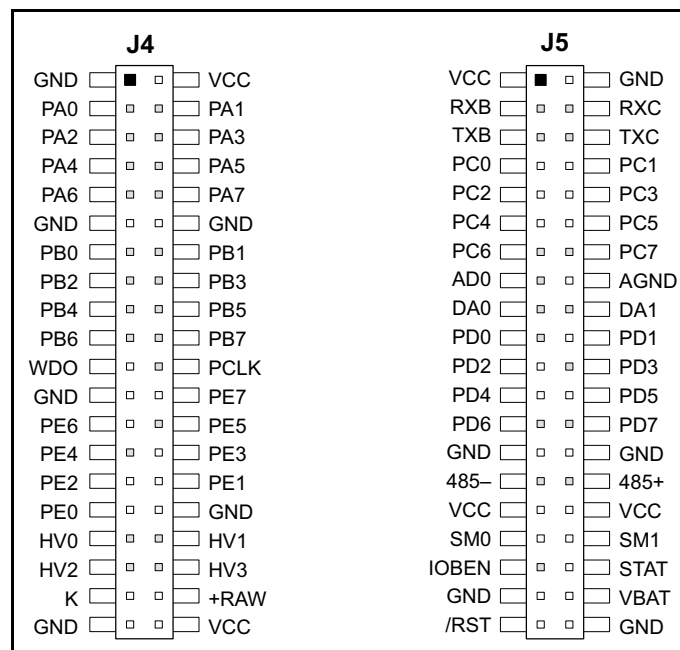 J4 J5
GND VCC VCC GND
PA0 PA1 RXB RXC
PA2 PA3 TXB TXC
PA4 PA5 PC0 PC1
PA6 PA7 PC2 PC3
GND GND PC4 PC5
PB0 PB1 PC6 PC7
PB2 PB3 AD0 AGND
PB4 PB5 DA0 DA1
PB6 PB7 PD0 PD1
WDO PCLK PD2 PD3
GND PE7 PD4 PD5
PE6 PE5 PD6 PD7
PE4 PE3 GND GND
PE2 PE1 485– 485+
PE0 GND VCC VCC
HV0 HV1 SM0 SM1
HV2 HV3 IOBEN STAT
K +RAW GND VBAT
GND VCC /RST GND